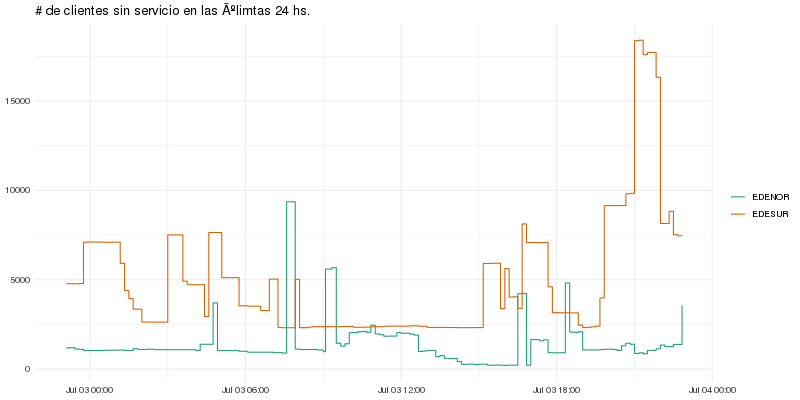 # de clientes sin servicio en las Ãºlimtas 24 hs.
15000
10000
5000
0
Jul 03 00:00
Jul 03 06:00
Jul 03 12:00
Jul 03 18:00
Jul 04 00:00
EDENOR
EDESUR